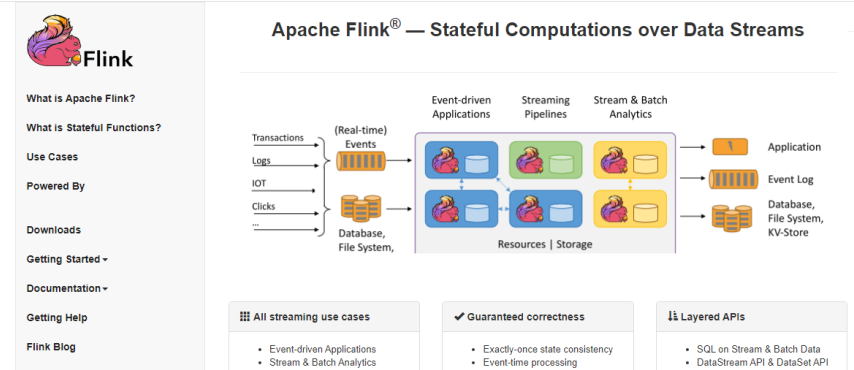 Flink
What is Apache Flink?
What is Stateful Functions?
Use Cases
Powered By
Downloads
Getting Started
Documentation
Getting Help
Flink Blog
Apache Flink® — Stateful Computations over Data Streams
Event-driven
Applications
Streaming
Pipelines
Stream & Batch
Analytics
Transactions
Logs
IOT
Clicks
...
(Real-time)
Events
Database,
File System,
Resources | Storage
Application
Event Log
Database,
File System,
KV-Store
All streaming use cases
Event-driven Applications
Stream & Batch Analytics
Guaranteed correctness
Exactly-once state consistency
Event-time processing
Layered APIs
SQL on Stream & Batch Data
DataStream API & DataSet API